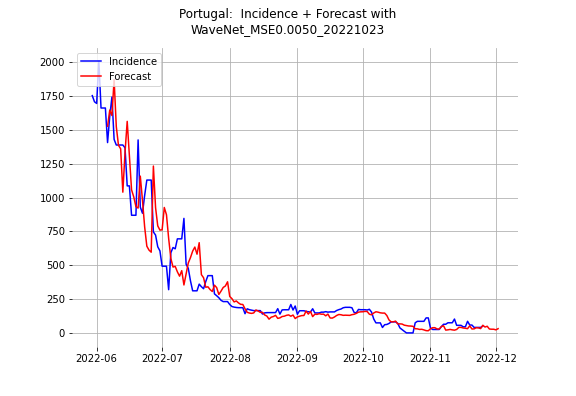 Portugal:  Incidence + Forecast with
WaveNet_MSE0.0050_20221023
Incidence
Forecast
2000
1750
1500
1250
1000
750
500
250
0
2022-06 2022-07 2022-08 2022-09 2022-10 2022-11 2022-12